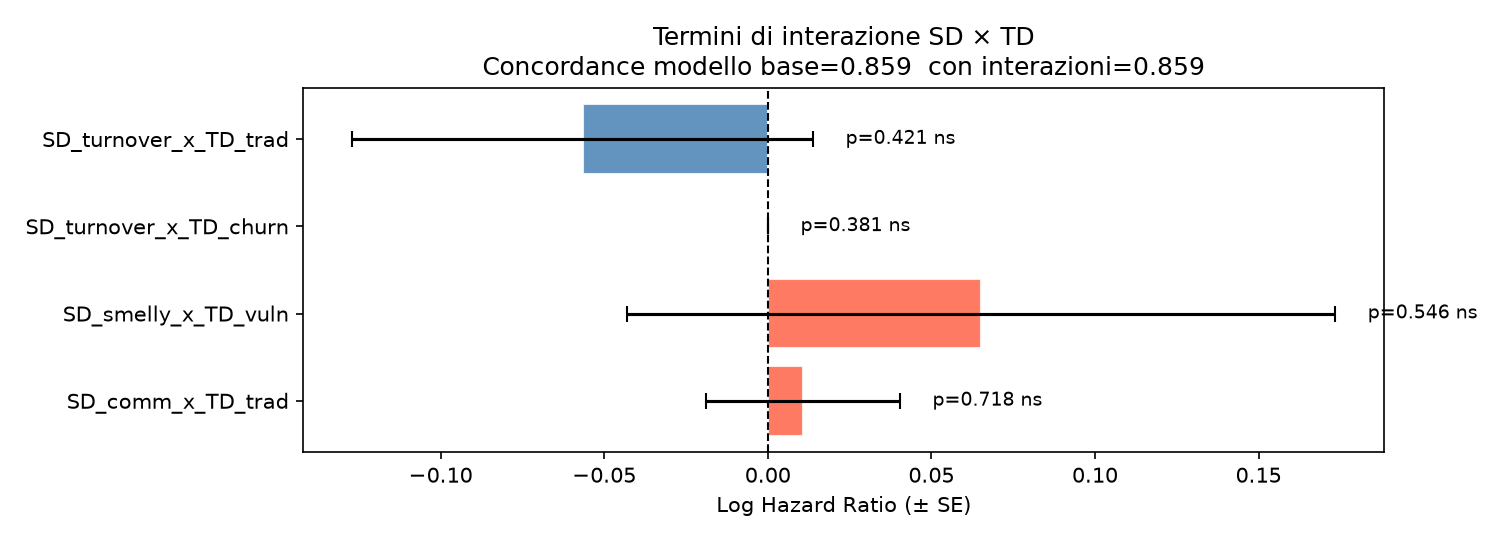 Termini di interazione SD × TD
Concordance modello base=0.859  con interazioni=0.859
SD_turnover_x_TD_trad
p=0.421 ns
SD_turnover_x_TD_churn
p=0.381 ns
SD_smelly_x_TD_vuln
p=0.546 ns
SD_comm_x_TD_trad
p=0.718 ns
−0.10 −0.05 0.00 0.05 0.10 0.15
Log Hazard Ratio (± SE)